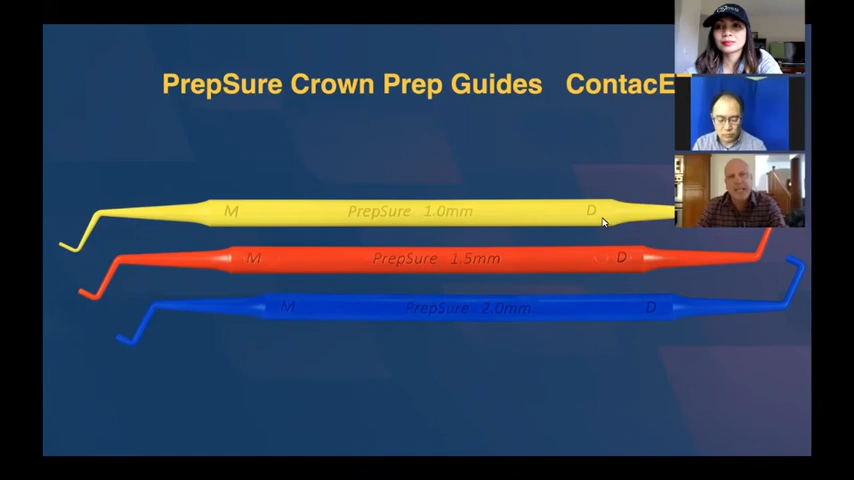 PrepSure Crown Prep Guides ContacE
M PrepSure 1.0mm D
M PrepSure 1.5mm D
M PrepSure 2.0mm D